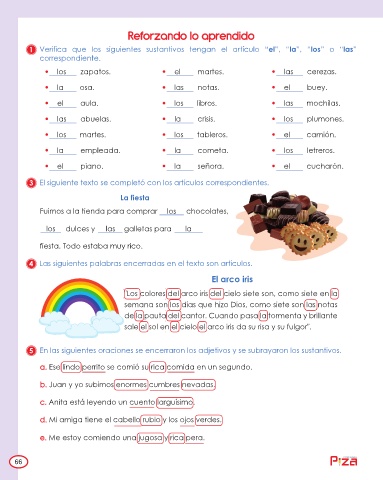 Reforzando lo aprendido
1 Verifica que los siguientes sustantivos tengan el artículo "el", "la", "los" o "las"
correspondiente.
• los zapatos. • el martes. • las cerezas.
• la osa. • las notas. • el buey.
• el aula. • los libros. • las mochilas.
• las abuelas. • la crisis. • los plumones.
• los martes. • los tableros. • el camión.
• la empleada. • la cometa. • los letreros.
• el piano. • la señora. • el cucharón.
3 El siguiente texto se completó con los artículos correspondientes.
La fiesta
Fuimos a la tienda para comprar los chocolates,
los dulces y las galletas para la
fiesta. Todo estaba muy rico.
4 Las siguientes palabras encerradas en el texto son artículos.
El arco iris
"Los colores del arco iris del cielo siete son, como siete en la
semana son los días que hizo Dios, como siete son las notas
de la pauta del cantor. Cuando pasa la tormenta y brillante
sale el sol en el cielo el arco iris da su risa y su fulgor".
5 En las siguientes oraciones se encerraron los adjetivos y se subrayaron los sustantivos.
a. Ese lindo perrito se comió su rica comida en un segundo.
b. Juan y yo subimos enormes cumbres nevadas.
c. Anita está leyendo un cuento larguísimo.
d. Mi amiga tiene el cabello rubio y los ojos verdes.
e. Me estoy comiendo una jugosa y rica pera.
66